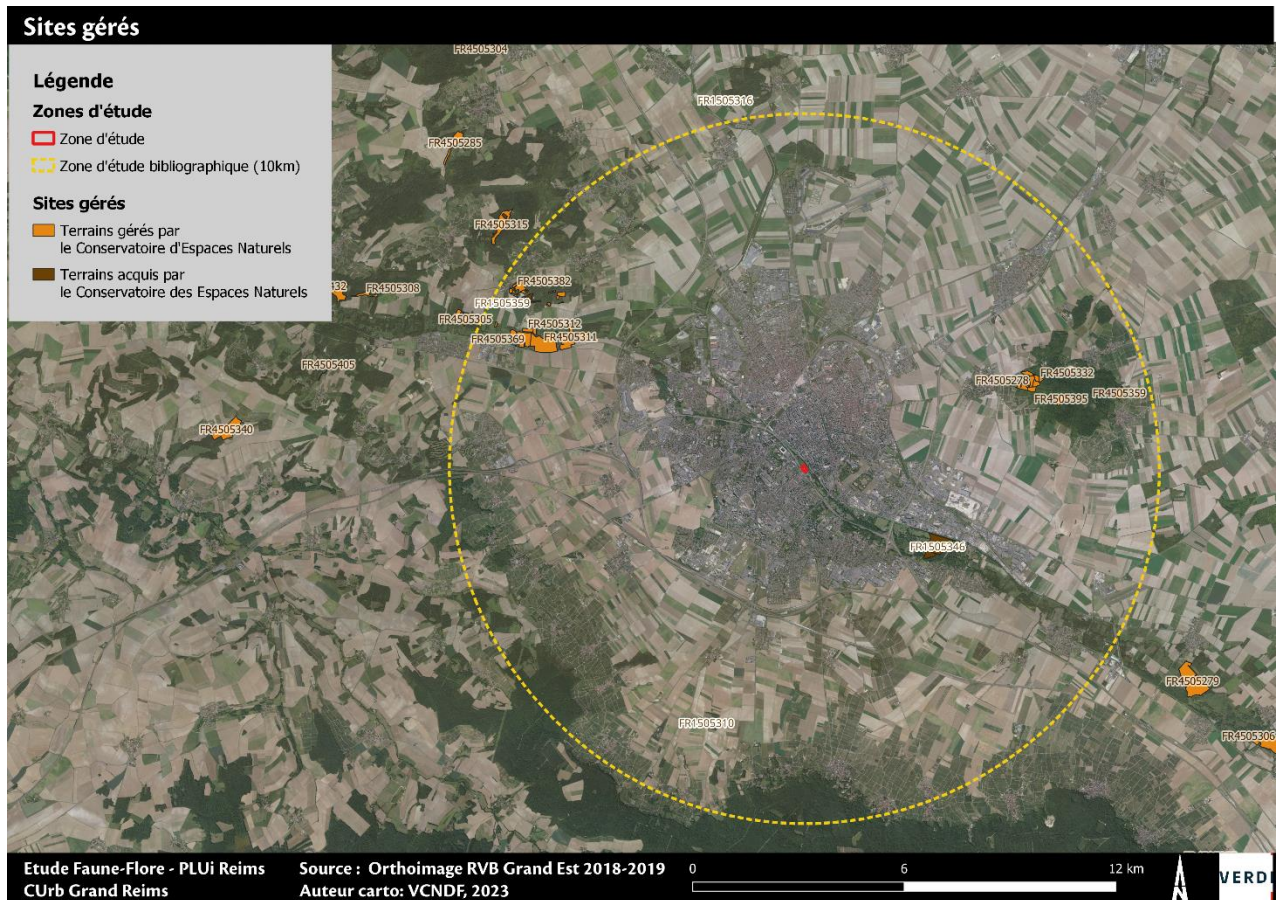 Sites gérés
Légende
Zones d'étude
Zone d'étude
Zone d'étude bibliographique (10km)
Sites gérés
Terrains gérés par
le Conservatoire d'Espaces Naturels
Terrains acquis par
le Conservatoire des Espaces Naturels
FR4505304
FR1505316
FR4505285
FR4505315
FR4505382
432
FR4505308
FR1505359
FR4505305
FR4505312
FR4505369
FR4505311
FR4505405
FR4505332
FR4505278
FR4505359
FR4505395
FR4505340
FR1505346
FR4505279
FR1505310
FR4505306
Etude Faune-Flore - PLUi Reims
CUrb Grand Reims
Source : Orthoimage RVB Grand Est 2018-2019
Auteur carto: VCNDF, 2023
0 6 12 km
N
VERDI